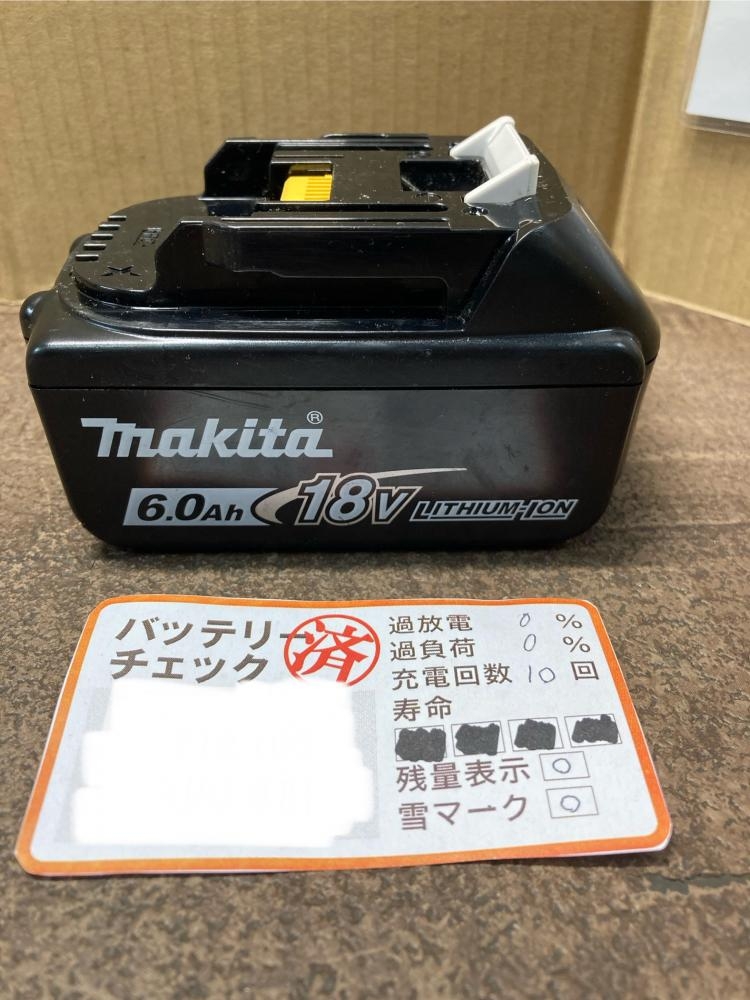 makita®
6.0Ah 18V LITHIUM-ION
バッテリー
チェック
済
過放電 0 %
過負荷 0 %
充電回数 10 回
寿命
残量表示 ○
雪マーク ○